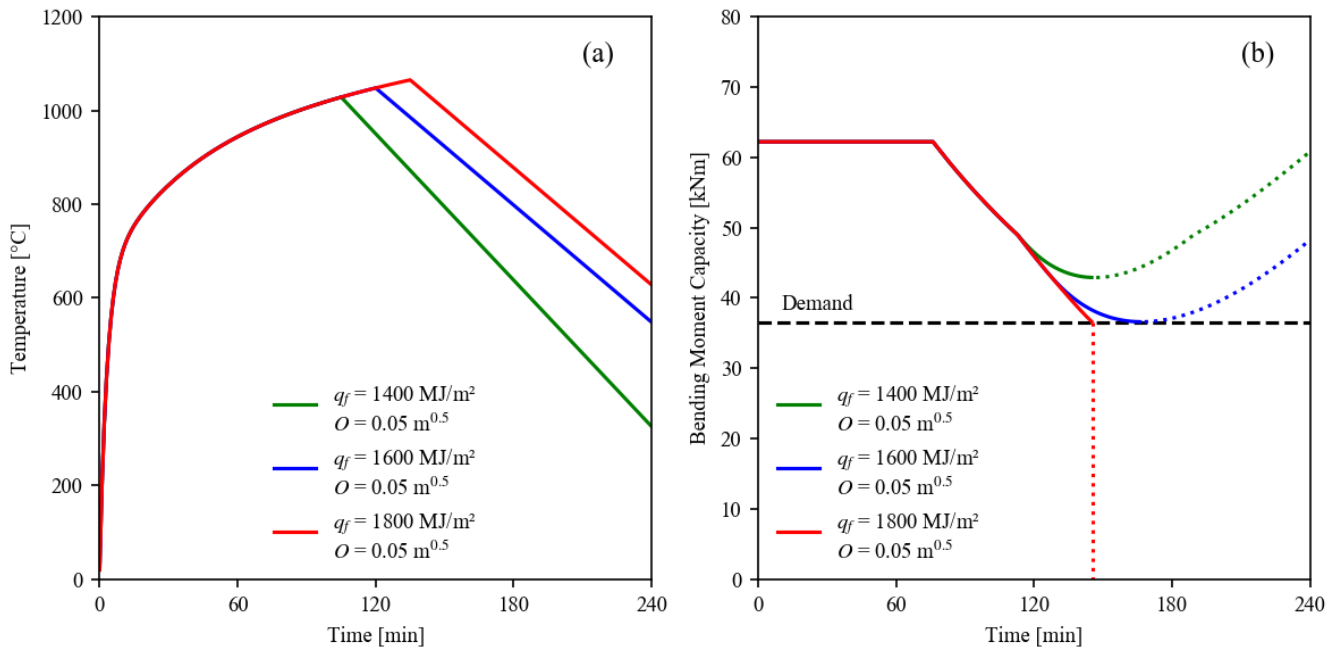 (a)
Temperature [°C]
1200
1000
800
600
400
200
0
q_f = 1400 MJ/m²
O = 0.05 m^0.5
q_f = 1600 MJ/m²
O = 0.05 m^0.5
q_f = 1800 MJ/m²
O = 0.05 m^0.5
0 60 120 180 240
Time [min]
(b)
Bending Moment Capacity [kNm]
80
70
60
50
40
30
20
10
0
Demand
q_f = 1400 MJ/m²
O = 0.05 m^0.5
q_f = 1600 MJ/m²
O = 0.05 m^0.5
q_f = 1800 MJ/m²
O = 0.05 m^0.5
0 60 120 180 240
Time [min]